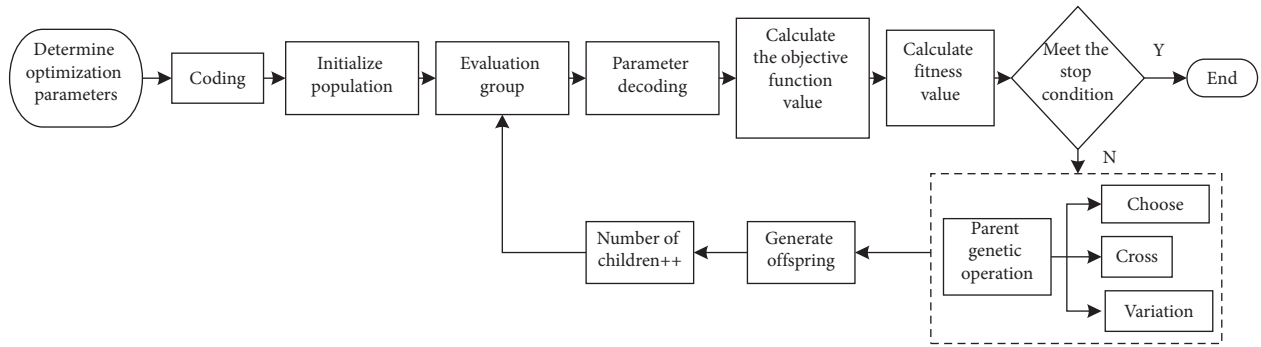 Determine
optimization
parameters
Coding
Initialize
population
Evaluation
group
Parameter
decoding
Calculate
the objective
function
value
Calculate
fitness
value
Meet the
stop
condition
Y
End
N
Parent
genetic
operation
Choose
Cross
Variation
Generate
offspring
Number of
children++